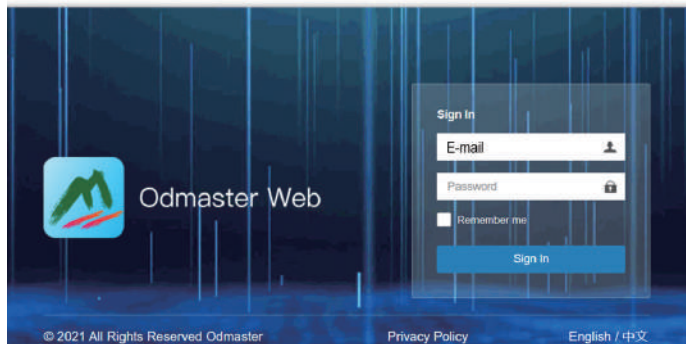 Sign In
E-mail
Password
Odmaster Web
Remember me
Sign In
© 2021 All Rights Reserved Odmaster
Privacy Policy
English / 中文